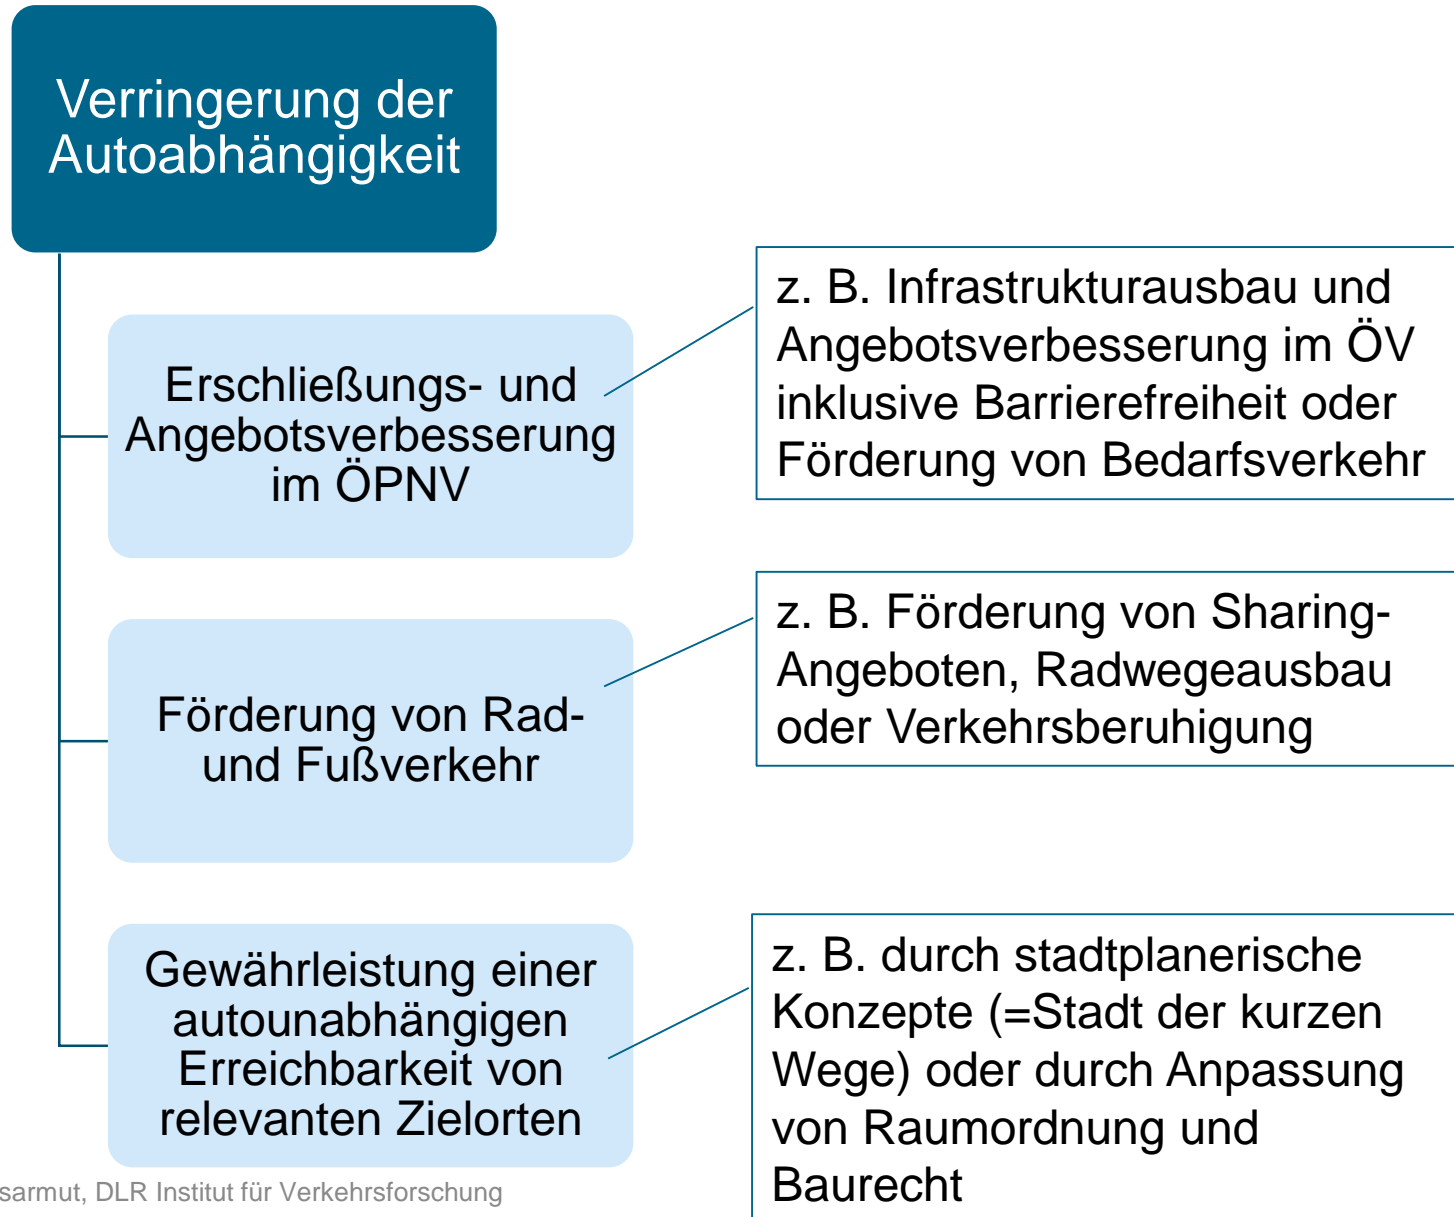 Verringerung der
Autoabhängigkeit
Erschließungs- und
Angebotsverbesserung
im ÖPNV
z. B. Infrastrukturausbau und
Angebotsverbesserung im ÖV
inklusive Barrierefreiheit oder
Förderung von Bedarfsverkehr
Förderung von Rad-
und Fußverkehr
z. B. Förderung von Sharing-
Angeboten, Radwegeausbau
oder Verkehrsberuhigung
Gewährleistung einer
autounabhängigen
Erreichbarkeit von
relevanten Zielorten
z. B. durch stadtplanerische
Konzepte (=Stadt der kurzen
Wege) oder durch Anpassung
von Raumordnung und
Baurecht
sarmut, DLR Institut für Verkehrsforschung